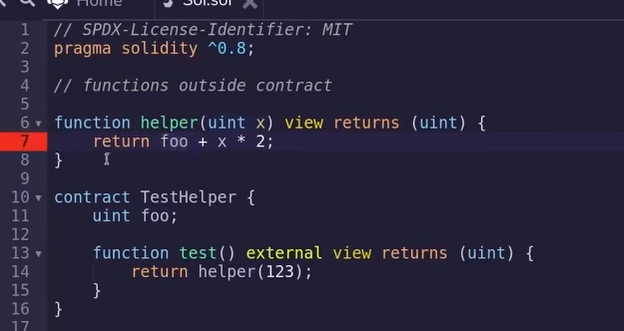 Home Sol.sol
1 // SPDX-License-Identifier: MIT
2 pragma solidity ^0.8;
3
4 // functions outside contract
5
6 function helper(uint x) view returns (uint) {
7     return foo + x * 2;
8 }
9
10 contract TestHelper {
11     uint foo;
12
13     function test() external view returns (uint) {
14         return helper(123);
15     }
16 }
17